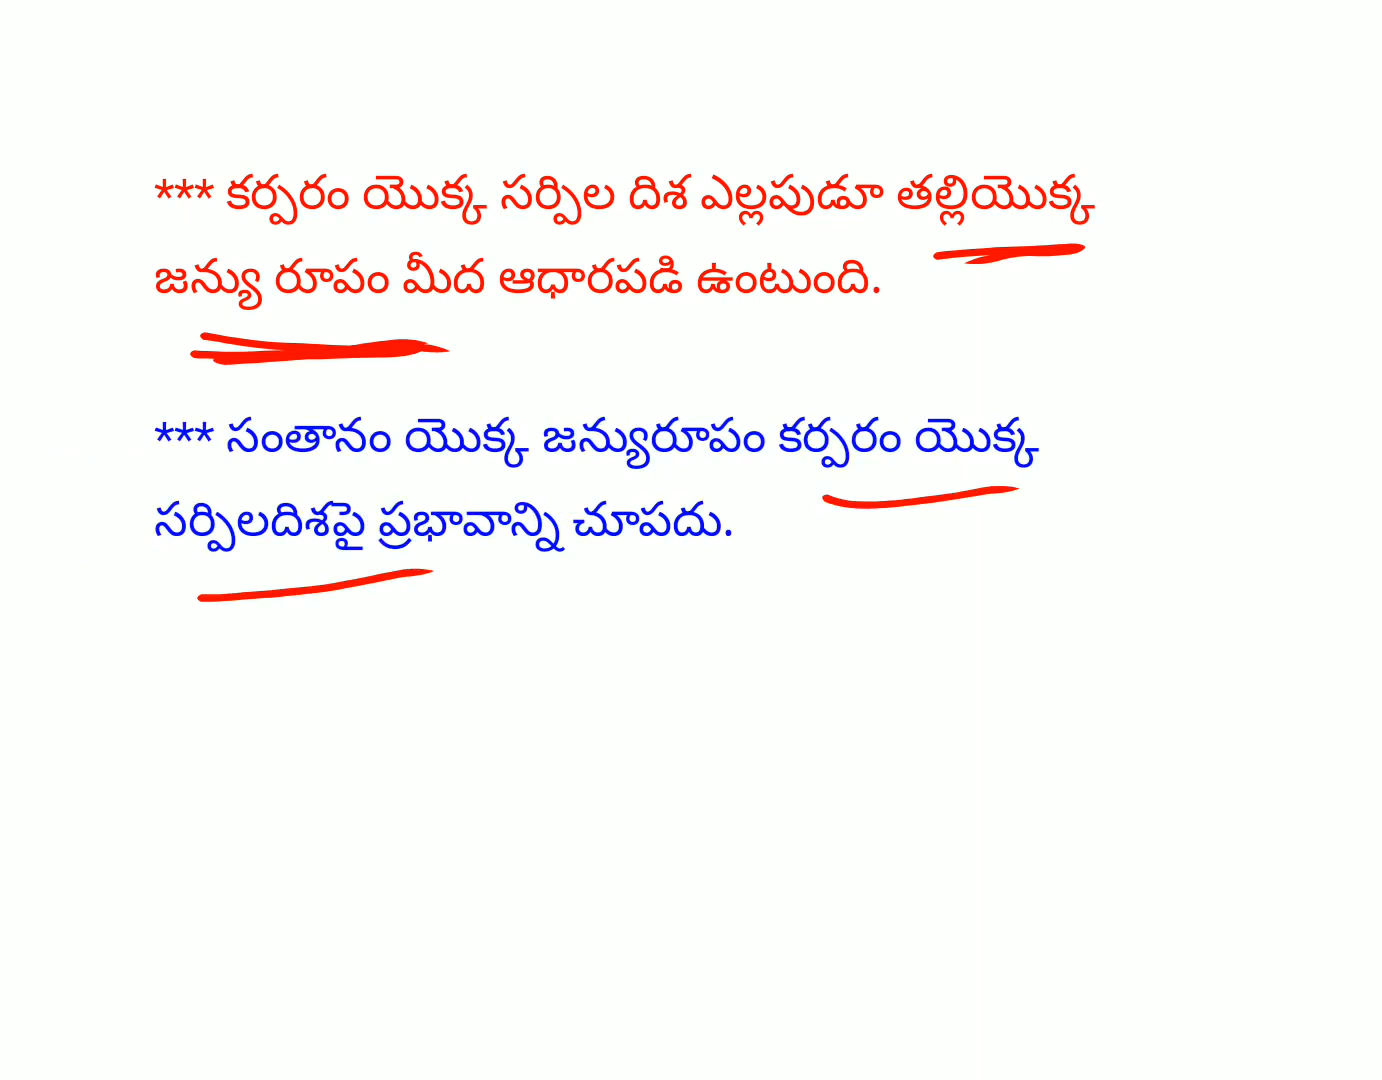 *** కర్పరం యొక్క సర్పిల దిశ ఎల్లపుడూ తల్లియొక్క
జన్యు రూపం మీద ఆధారపడి ఉంటుంది.
*** సంతానం యొక్క జన్యురూపం కర్పరం యొక్క
సర్పిలదిశపై ప్రభావాన్ని చూపదు.